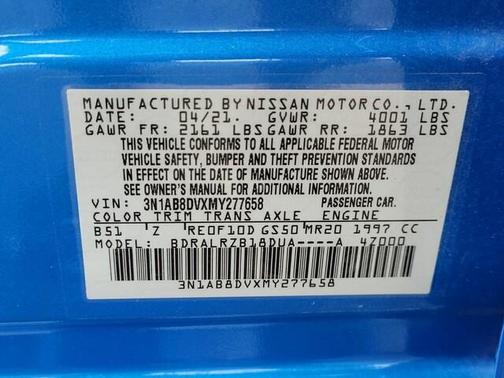 MANUFACTURED BY NISSAN MOTOR CO., LTD.
DATE: 04/21. GVWR: 4001 LBS
GAWR FR: 2161 LBS GAWR RR: 1863 LBS
THIS VEHICLE CONFORMS TO ALL APPLICABLE FEDERAL MOTOR
VEHICLE SAFETY, BUMPER AND THEFT PREVENTION STANDARDS
IN EFFECT ON THE DATE OF MANUFACTURE SHOWN ABOVE.
SEE OWNER'S MANUAL FOR ADDITIONAL INFORMATION.
VIN: 3N1AB8DVXMY277658 PASSENGER CAR.
COLOR TRIM TRANS AXLE ENGINE
B51 'Z RE0F10D GS50 MR20 1997 CC
MODEL: BDRALRZB18DUA----A 4Z000
3N1AB8DVXMY277658